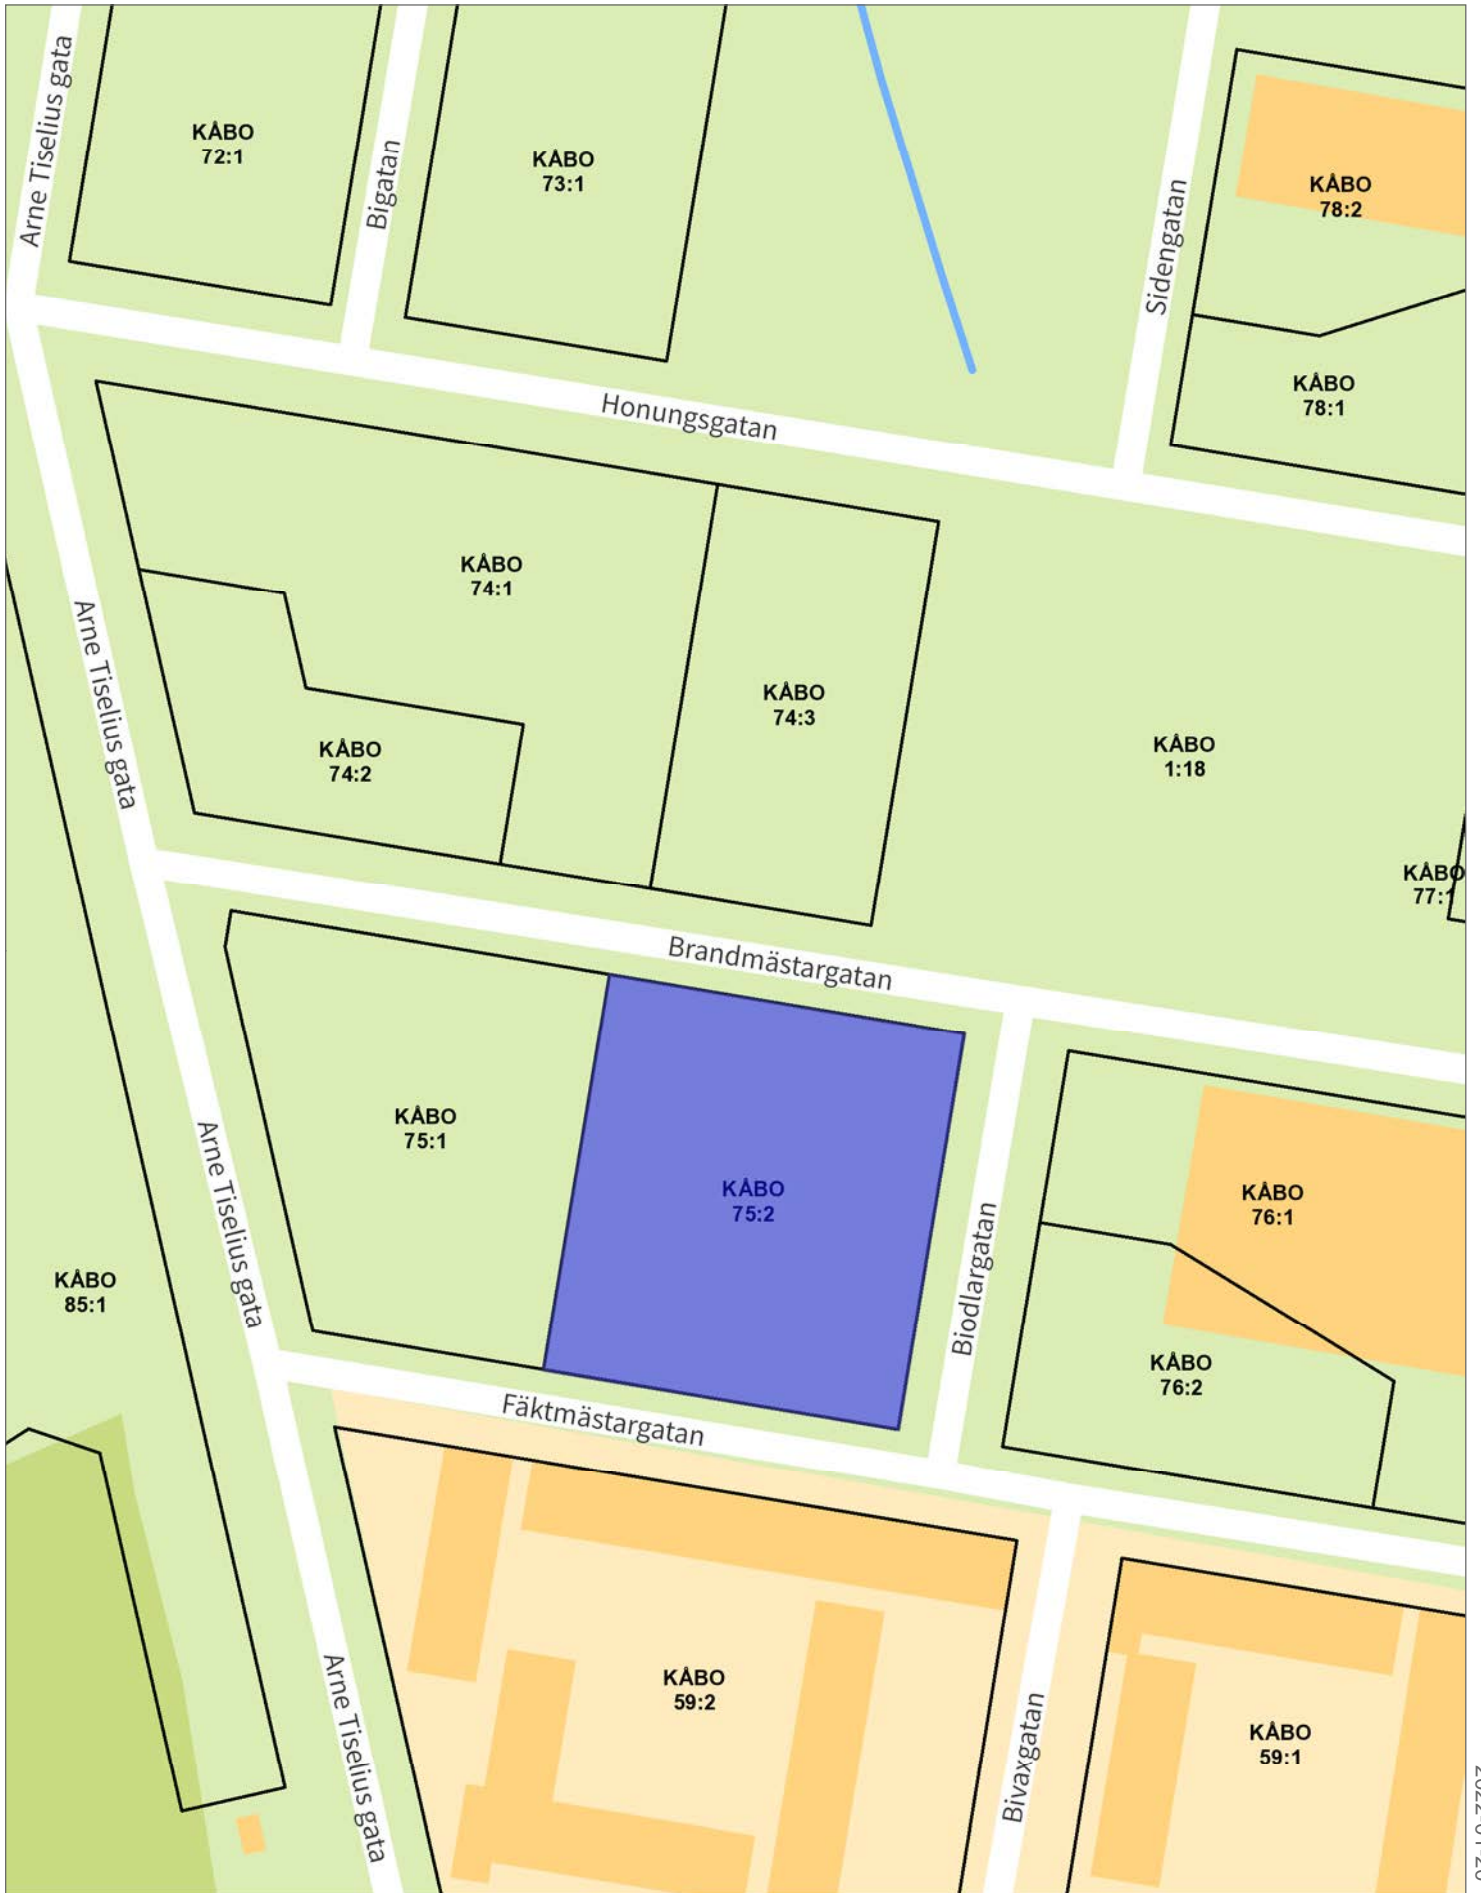 Arne Tiselius gata
KÅBO
72:1
Bigatan
KÅBO
73:1
Sidengatan
KÅBO
78:2
KÅBO
78:1
Honungsgatan
KÅBO
74:1
KÅBO
74:2
KÅBO
74:3
KÅBO
1:18
Arne Tiselius gata
KÅBO
77:1
Brandmästargatan
KÅBO
75:1
KÅBO
75:2
KÅBO
76:1
Arne Tiselius gata
Biodlargatan
KÅBO
85:1
KÅBO
76:2
Fäktmästargatan
KÅBO
59:2
KÅBO
59:1
Arne Tiselius gata
Bivaxgatan